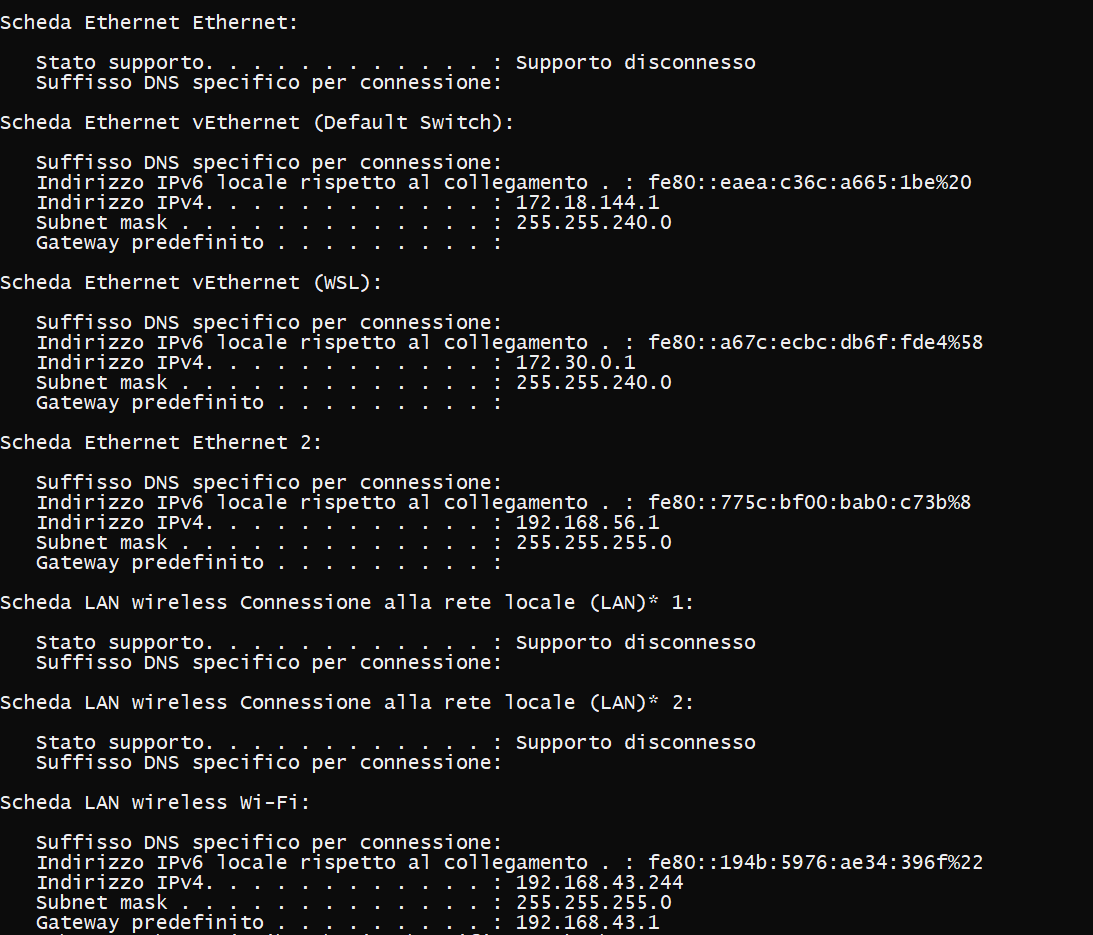 Scheda Ethernet Ethernet:
Stato supporto. . . . . . . . . . . . : Supporto disconnesso
Suffisso DNS specifico per connessione:
Scheda Ethernet vEthernet (Default Switch):
Suffisso DNS specifico per connessione:
Indirizzo IPv6 locale rispetto al collegamento . : fe80::eaea:c36c:a665:1be%20
Indirizzo IPv4. . . . . . . . . . . . : 172.18.144.1
Subnet mask . . . . . . . . . . . . . : 255.255.240.0
Gateway predefinito . . . . . . . . . :
Scheda Ethernet vEthernet (WSL):
Suffisso DNS specifico per connessione:
Indirizzo IPv6 locale rispetto al collegamento . : fe80::a67c:ecbc:db6f:fde4%58
Indirizzo IPv4. . . . . . . . . . . . : 172.30.0.1
Subnet mask . . . . . . . . . . . . . : 255.255.240.0
Gateway predefinito . . . . . . . . . :
Scheda Ethernet Ethernet 2:
Suffisso DNS specifico per connessione:
Indirizzo IPv6 locale rispetto al collegamento . : fe80::775c:bf00:bab0:c73b%8
Indirizzo IPv4. . . . . . . . . . . . : 192.168.56.1
Subnet mask . . . . . . . . . . . . . : 255.255.255.0
Gateway predefinito . . . . . . . . . :
Scheda LAN wireless Connessione alla rete locale (LAN)* 1:
Stato supporto. . . . . . . . . . . . : Supporto disconnesso
Suffisso DNS specifico per connessione:
Scheda LAN wireless Connessione alla rete locale (LAN)* 2:
Stato supporto. . . . . . . . . . . . : Supporto disconnesso
Suffisso DNS specifico per connessione:
Scheda LAN wireless Wi-Fi:
Suffisso DNS specifico per connessione:
Indirizzo IPv6 locale rispetto al collegamento . : fe80::194b:5976:ae34:396f%22
Indirizzo IPv4. . . . . . . . . . . . : 192.168.43.244
Subnet mask . . . . . . . . . . . . . : 255.255.255.0
Gateway predefinito . . . . . . . . . : 192.168.43.1